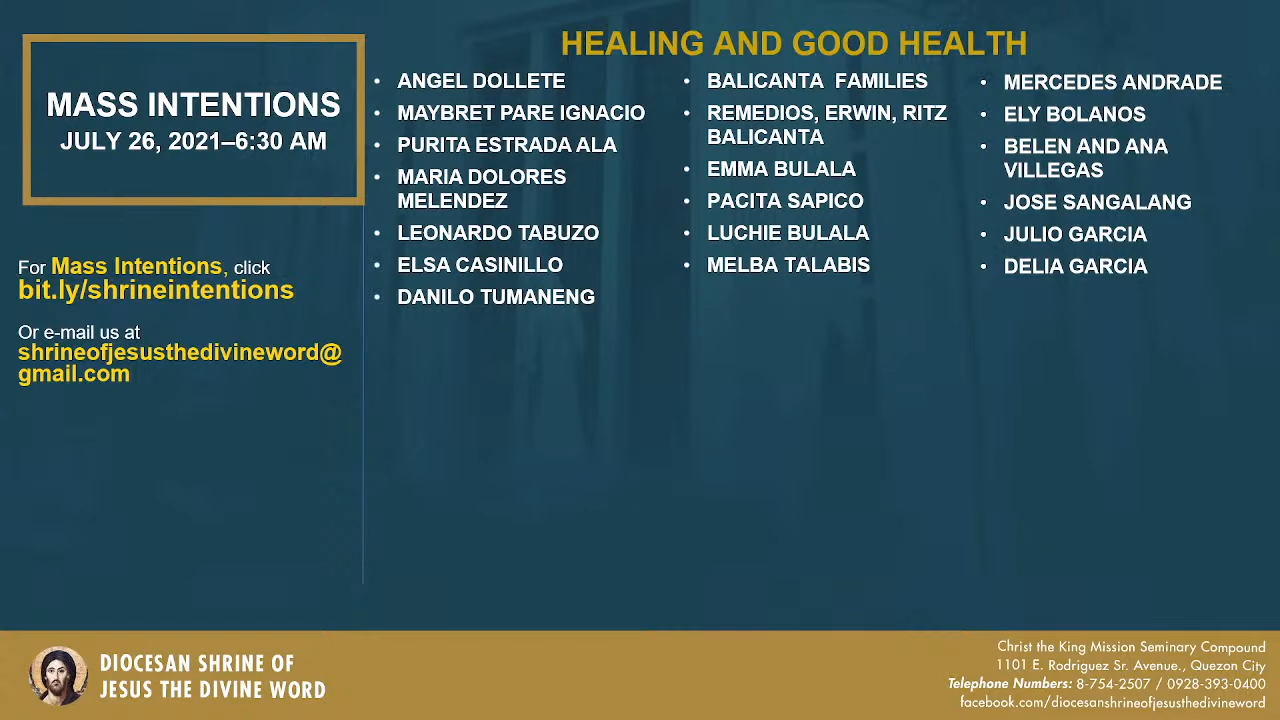 MASS INTENTIONS
JULY 26, 2021–6:30 AM
For Mass Intentions, click
bit.ly/shrineintentions
Or e-mail us at
shrineofjesusthedivineword@
gmail.com
HEALING AND GOOD HEALTH
• ANGEL DOLLETE
• MAYBRET PARE IGNACIO
• PURITA ESTRADA ALA
• MARIA DOLORES
MELENDEZ
• LEONARDO TABUZO
• ELSA CASINILLO
• DANILO TUMANENG
• BALICANTA FAMILIES
• REMEDIOS, ERWIN, RITZ
BALICANTA
• EMMA BULALA
• PACITA SAPICO
• LUCHIE BULALA
• MELBA TALABIS
• MERCEDES ANDRADE
• ELY BOLANOS
• BELEN AND ANA
VILLEGAS
• JOSE SANGALANG
• JULIO GARCIA
• DELIA GARCIA
DIOCESAN SHRINE OF
JESUS THE DIVINE WORD
Christ the King Mission Seminary Compound
1101 E. Rodriguez Sr. Avenue., Quezon City
Telephone Numbers: 8-754-2507 / 0928-393-0400
facebook.com/diocesanshrineofjesusthedivineword